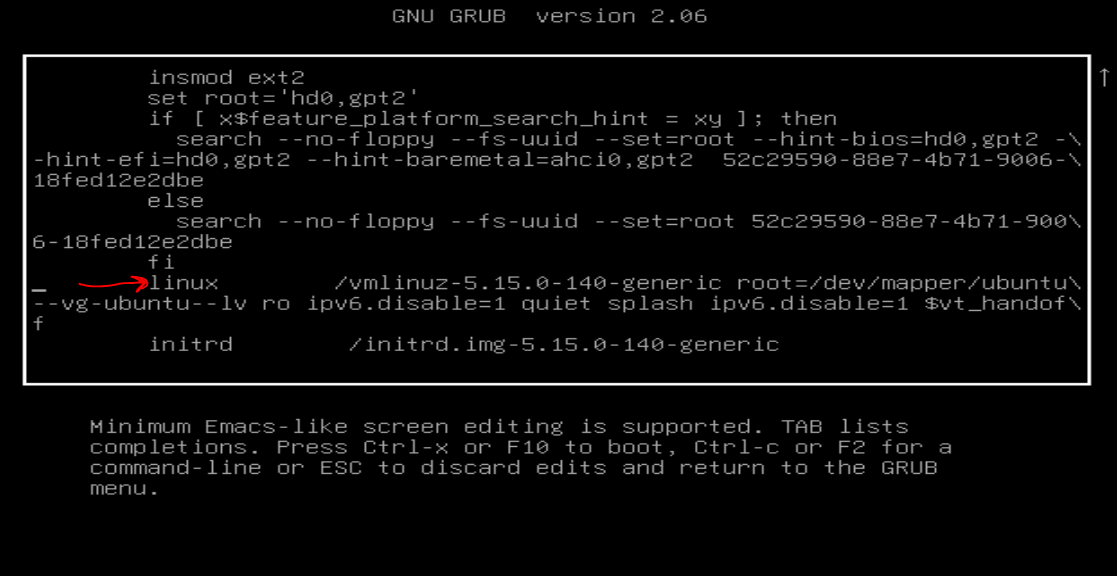 GNU GRUB  version 2.06
insmod ext2
set root='hd0,gpt2'
if [ x$feature_platform_search_hint = xy ]; then
search --no-floppy --fs-uuid --set=root --hint-bios=hd0,gpt2 -\
-hint-efi=hd0,gpt2 --hint-baremetal=ahci0,gpt2  52c29590-88e7-4b71-9006-\
18fed12e2dbe
else
search --no-floppy --fs-uuid --set=root 52c29590-88e7-4b71-900\
6-18fed12e2dbe
fi
linux        /vmlinuz-5.15.0-140-generic root=/dev/mapper/ubuntu\
--vg-ubuntu--lv ro ipv6.disable=1 quiet splash ipv6.disable=1 $vt_handof\
f
initrd        /initrd.img-5.15.0-140-generic
Minimum Emacs-like screen editing is supported. TAB lists
completions. Press Ctrl-x or F10 to boot, Ctrl-c or F2 for a
command-line or ESC to discard edits and return to the GRUB
menu.